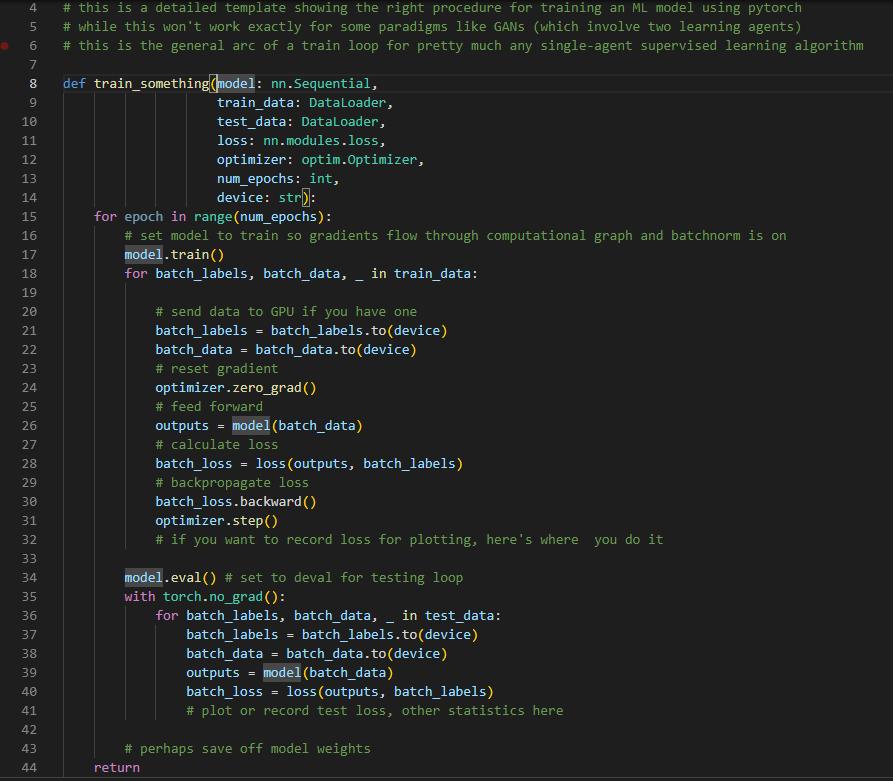 4 # this is a detailed template showing the right procedure for training an ML model using pytorch
5 # while this won't work exactly for some paradigms like GANs (which involve two learning agents)
6 # this is the general arc of a train loop for pretty much any single-agent supervised learning algorithm
7
8 def train_something(model: nn.Sequential,
9 train_data: DataLoader,
10 test_data: DataLoader,
11 loss: nn.modules.loss,
12 optimizer: optim.Optimizer,
13 num_epochs: int,
14 device: str):
15 for epoch in range(num_epochs):
16 # set model to train so gradients flow through computational graph and batchnorm is on
17 model.train()
18 for batch_labels, batch_data, _ in train_data:
19
20 # send data to GPU if you have one
21 batch_labels = batch_labels.to(device)
22 batch_data = batch_data.to(device)
23 # reset gradient
24 optimizer.zero_grad()
25 # feed forward
26 outputs = model(batch_data)
27 # calculate loss
28 batch_loss = loss(outputs, batch_labels)
29 # backpropagate loss
30 batch_loss.backward()
31 optimizer.step()
32 # if you want to record loss for plotting, here's where  you do it
33
34 model.eval() # set to deval for testing loop
35 with torch.no_grad():
36 for batch_labels, batch_data, _ in test_data:
37 batch_labels = batch_labels.to(device)
38 batch_data = batch_data.to(device)
39 outputs = model(batch_data)
40 batch_loss = loss(outputs, batch_labels)
41 # plot or record test loss, other statistics here
42
43 # perhaps save off model weights
44 return